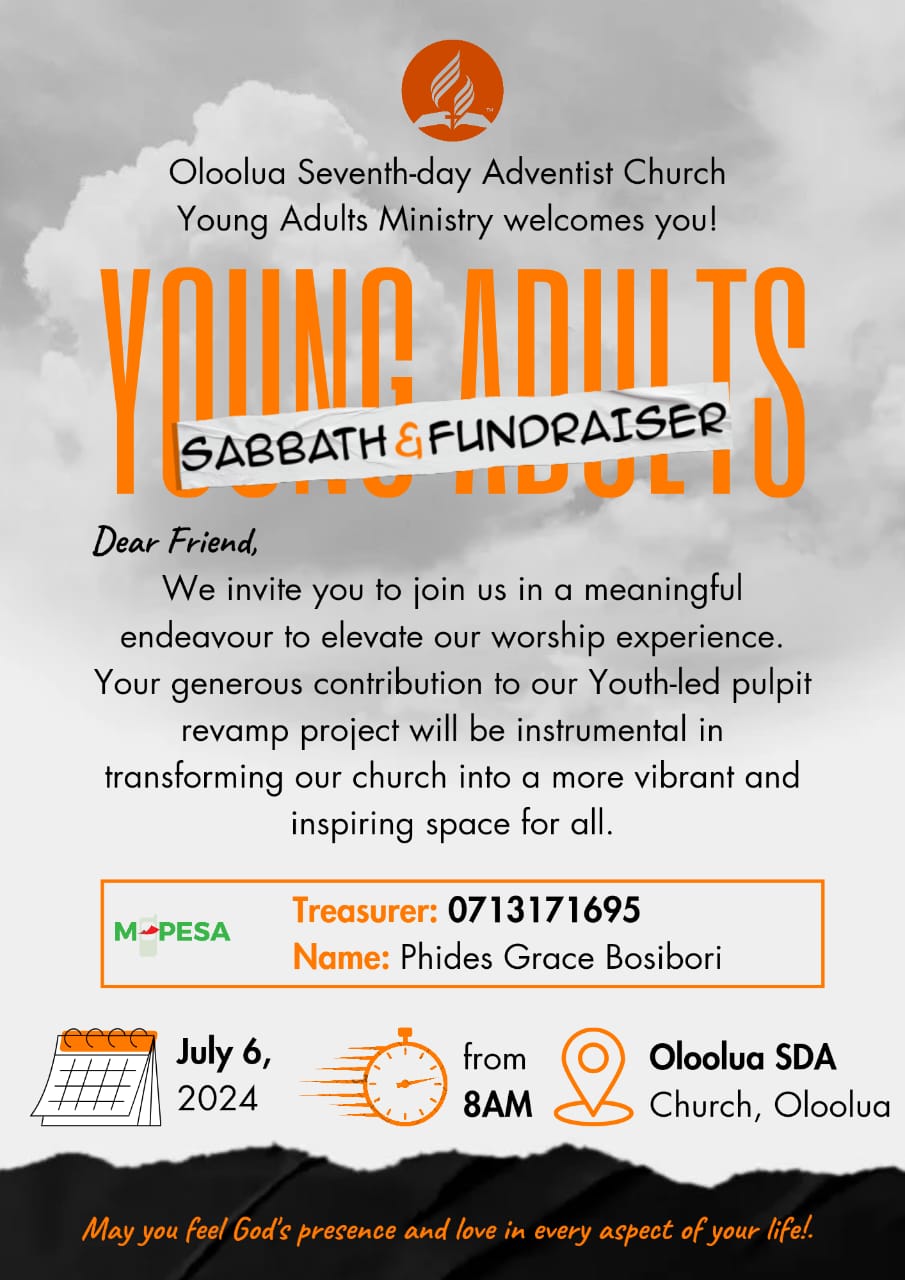 TM
Oloolua Seventh-day Adventist Church
Young Adults Ministry welcomes you!
YOUNG ADULTS
SABBATH & FUNDRAISER
Dear Friend,
We invite you to join us in a meaningful
endeavour to elevate our worship experience.
Your generous contribution to our Youth-led pulpit
revamp project will be instrumental in
transforming our church into a more vibrant and
inspiring space for all.
M-PESA
Treasurer: 0713171695
Name: Phides Grace Bosibori
July 6,
2024
from
8AM
Oloolua SDA
Church, Oloolua
May you feel God's presence and love in every aspect of your life!.